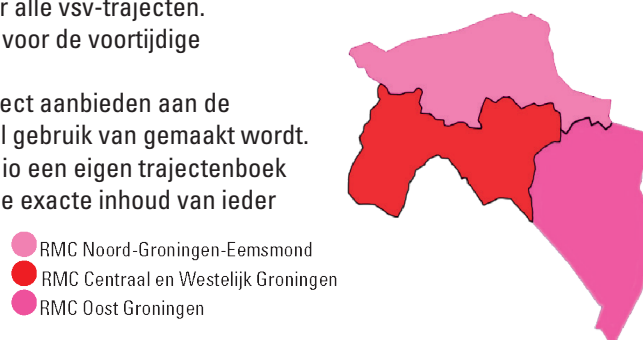 r alle vsv-trajecten.
voor de voortijdige
ect aanbieden aan de
l gebruik van gemaakt wordt.
io een eigen trajectenboek
e exacte inhoud van ieder
RMC Noord-Groningen-Eemsmond
RMC Centraal en Westelijk Groningen
RMC Oost Groningen